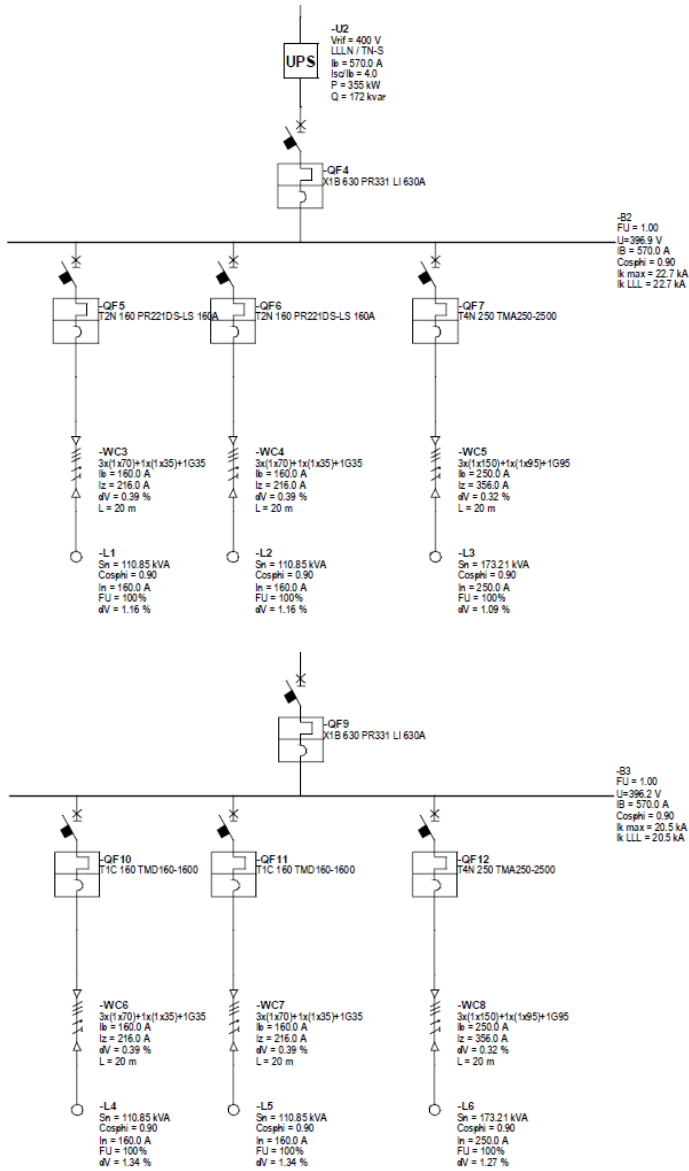 -U2
Vrif = 400 V
LLLN / TN-S
Ib = 570.0 A
Isc/Ib = 4.0
P = 355 kW
Q = 172 kvar
UPS
-QF4
X1B 630 PR331 LI 630A
-B2
FU = 1.00
U=396.9 V
IB = 570.0 A
Cosphi = 0.90
Ik max = 22.7 kA
Ik LLL = 22.7 kA
-QF5
T2N 160 PR221DS-LS 160A
-QF6
T2N 160 PR221DS-LS 160A
-QF7
T4N 250 TMA250-2500
-WC3
3x(1x70)+1x(1x35)+1G35
Ib = 160.0 A
Iz = 216.0 A
dV = 0.39 %
L = 20 m
-WC4
3x(1x70)+1x(1x35)+1G35
Ib = 160.0 A
Iz = 216.0 A
dV = 0.39 %
L = 20 m
-WC5
3x(1x150)+1x(1x95)+1G95
Ib = 250.0 A
Iz = 356.0 A
dV = 0.32 %
L = 20 m
-L1
Sn = 110.85 kVA
Cosphi = 0.90
In = 160.0 A
FU = 100%
dV = 1.16 %
-L2
Sn = 110.85 kVA
Cosphi = 0.90
In = 160.0 A
FU = 100%
dV = 1.16 %
-L3
Sn = 173.21 kVA
Cosphi = 0.90
In = 250.0 A
FU = 100%
dV = 1.09 %
-QF9
X1B 630 PR331 LI 630A
-B3
FU = 1.00
U=396.2 V
IB = 570.0 A
Cosphi = 0.90
Ik max = 20.5 kA
Ik LLL = 20.5 kA
-QF10
T1C 160 TMD160-1600
-QF11
T1C 160 TMD160-1600
-QF12
T4N 250 TMA250-2500
-WC6
3x(1x70)+1x(1x35)+1G35
Ib = 160.0 A
Iz = 216.0 A
dV = 0.39 %
L = 20 m
-WC7
3x(1x70)+1x(1x35)+1G35
Ib = 160.0 A
Iz = 216.0 A
dV = 0.39 %
L = 20 m
-WC8
3x(1x150)+1x(1x95)+1G95
Ib = 250.0 A
Iz = 356.0 A
dV = 0.32 %
L = 20 m
-L4
Sn = 110.85 kVA
Cosphi = 0.90
In = 160.0 A
FU = 100%
dV = 1.34 %
-L5
Sn = 110.85 kVA
Cosphi = 0.90
In = 160.0 A
FU = 100%
dV = 1.34 %
-L6
Sn = 173.21 kVA
Cosphi = 0.90
In = 250.0 A
FU = 100%
dV = 1.27 %